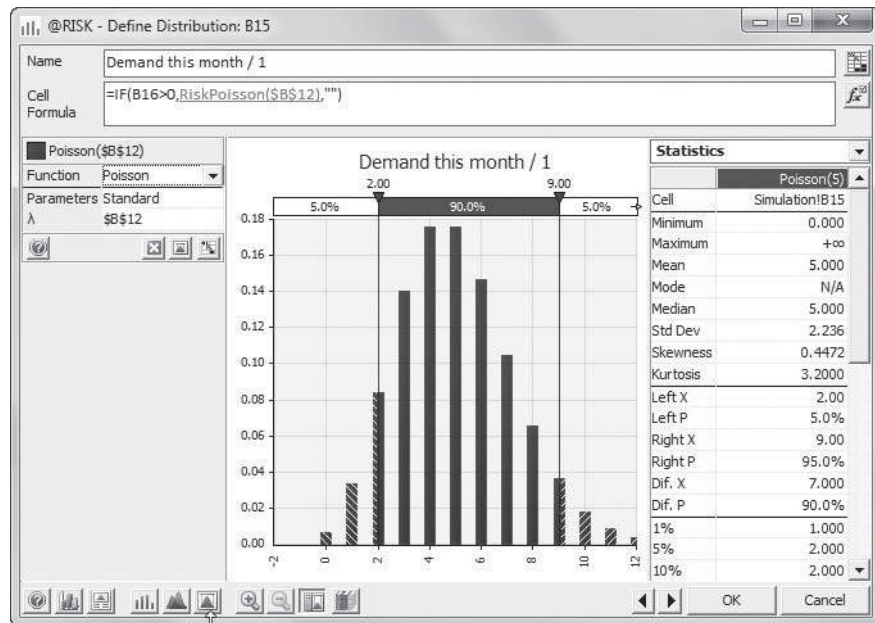 @RISK - Define Distribution: B15
Name
Demand this month / 1
Cell Formula
=IF(B16>0,RiskPoisson($B$12),"")
Poisson($B$12)
Function Poisson
Parameters Standard
λ $B$12
Demand this month / 1
2.00 9.00
5.0% 90.0% 5.0%
0.18
0.16
0.14
0.12
0.10
0.08
0.06
0.04
0.02
0.00
-2 0 2 4 6 8 10 12
Statistics
Poisson(5)
Cell Simulation!B15
Minimum 0.000
Maximum +∞
Mean 5.000
Mode N/A
Median 5.000
Std Dev 2.236
Skewness 0.4472
Kurtosis 3.2000
Left X 2.00
Left P 5.0%
Right X 9.00
Right P 95.0%
Dif. X 7.000
Dif. P 90.0%
1% 1.000
5% 2.000
10% 2.000
OK Cancel